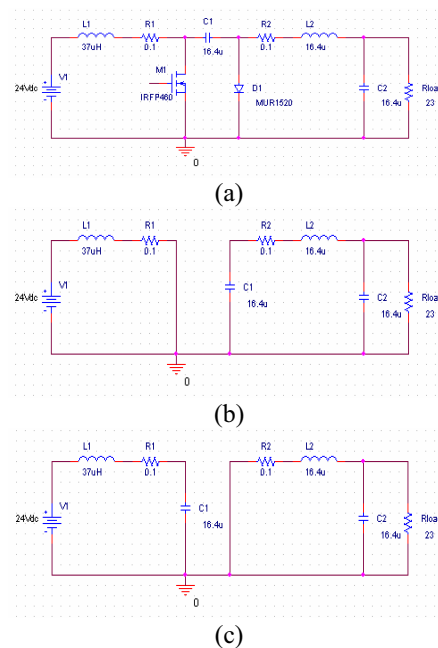 L1 R1 C1 R2 L2
37uH 0.1 16.4u 0.1 16.4u
V1 M1
24Vdc C2 Rloa
IRFP460 D1
MUR1520 16.4u 23
0
(a)
L1 R1 R2 L2
37uH 0.1 0.1 16.4u
V1
24Vdc C1 C2 Rloa
16.4u 16.4u 23
0
(b)
L1 R1 R2 L2
37uH 0.1 0.1 16.4u
V1
24Vdc C1 C2 Rloa
16.4u 16.4u 23
0
(c)